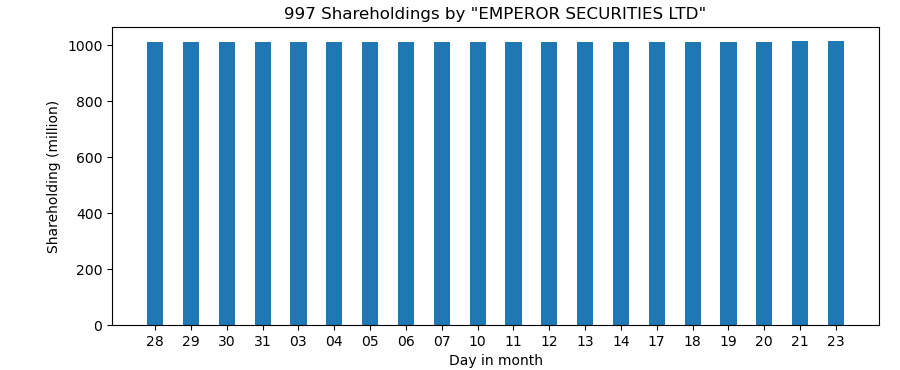 997 Shareholdings by "EMPEROR SECURITIES LTD"
Shareholding (million)
1000
800
600
400
200
0
28 29 30 31 03 04 05 06 07 10 11 12 13 14 17 18 19 20 21 23
Day in month